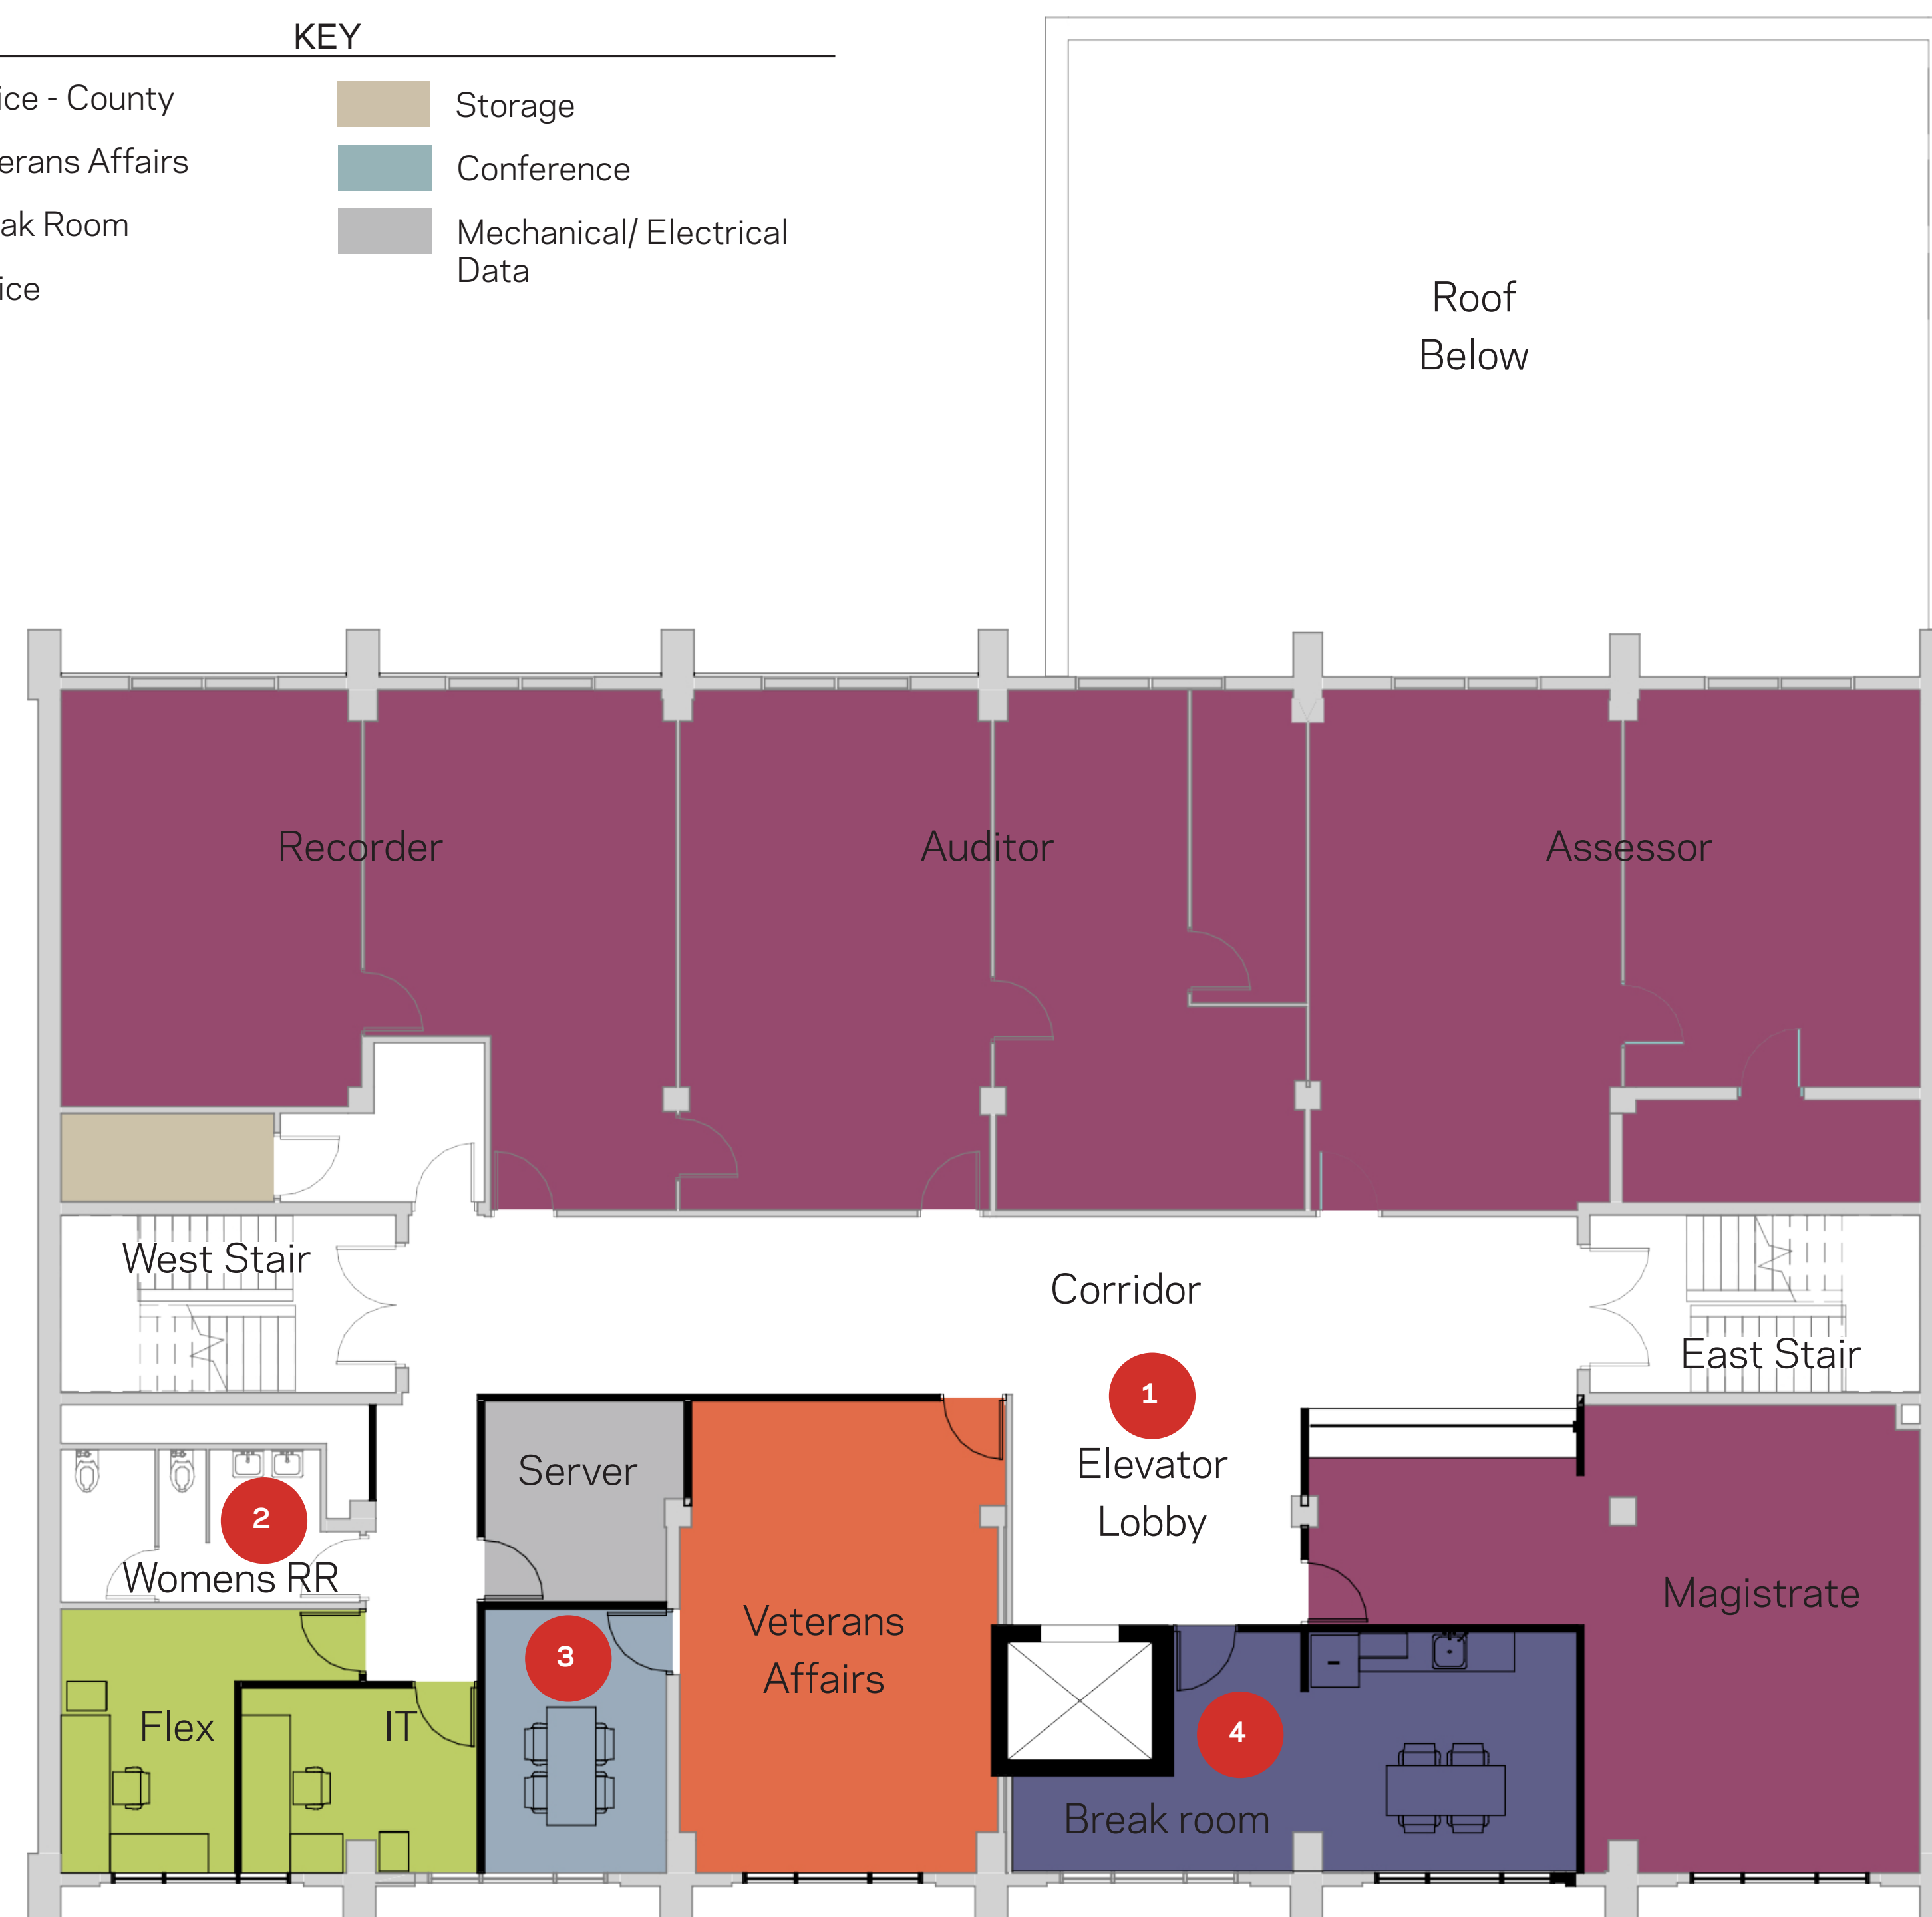 KEY
ice - County
erans Affairs
ak Room
ice
Storage
Conference
Mechanical/ Electrical
Data
Roof
Below
Recorder
Auditor
Assessor
West Stair
Corridor
East Stair
1
Elevator
Lobby
Server
2
Womens RR
Veterans
Affairs
Magistrate
3
Flex
IT
4
Break room